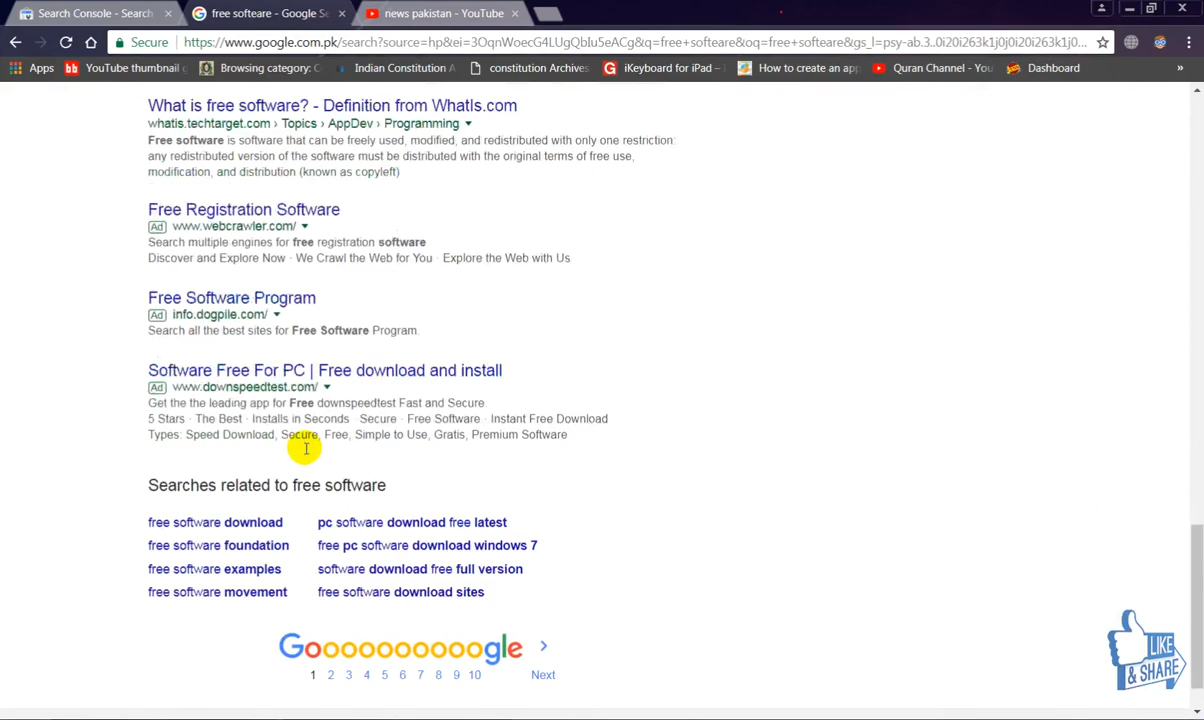 Search Console - Search
free softeare - Google Se
news pakistan - YouTube
Secure https://www.google.com.pk/search?source=hp&ei=3OqnWoecG4LUgQbIu5eACg&q=free+softeare&oq=free+softeare&gs_l=psy-ab.3..0i20i263k1j0j0i20i263k1j0...
Apps YouTube thumbnail g Browsing category: C Indian Constitution A constitution Archives iKeyboard for iPad – How to create an app Quran Channel - You Dashboard »
What is free software? - Definition from WhatIs.com
whatis.techtarget.com › Topics › AppDev › Programming
Free software is software that can be freely used, modified, and redistributed with only one restriction:
any redistributed version of the software must be distributed with the original terms of free use,
modification, and distribution (known as copyleft)
Free Registration Software
Ad www.webcrawler.com/
Search multiple engines for free registration software
Discover and Explore Now · We Crawl the Web for You · Explore the Web with Us
Free Software Program
Ad info.dogpile.com/
Search all the best sites for Free Software Program.
Software Free For PC | Free download and install
Ad www.downspeedtest.com/
Get the the leading app for Free downspeedtest Fast and Secure.
5 Stars · The Best · Installs in Seconds Secure · Free Software · Instant Free Download
Types: Speed Download, Secure, Free, Simple to Use, Gratis, Premium Software
Searches related to free software
free software download pc software download free latest
free software foundation free pc software download windows 7
free software examples software download free full version
free software movement free software download sites
Goooooooooogle >
1 2 3 4 5 6 7 8 9 10 Next
LIKE
& SHARE